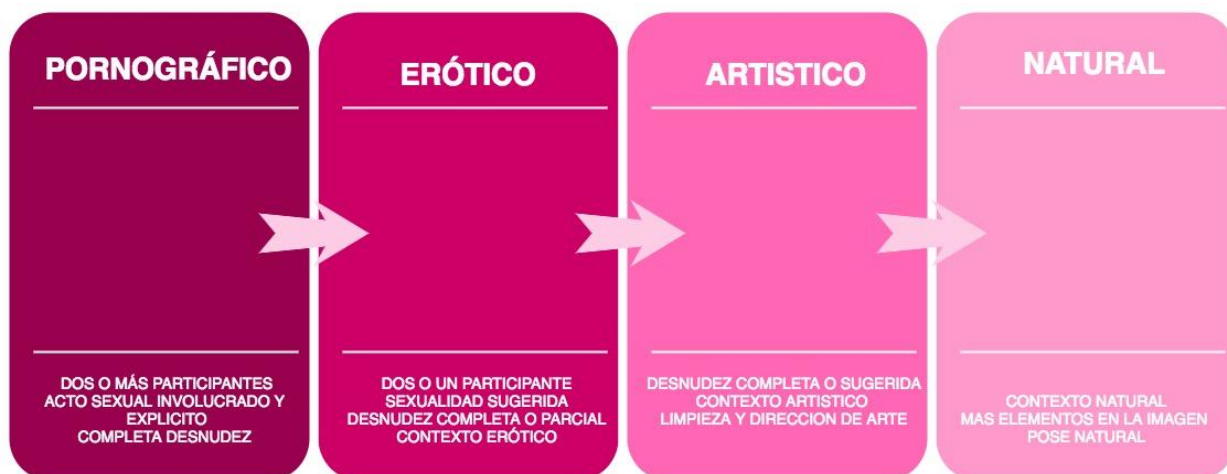 PORNOGRÁFICO
DOS O MÁS PARTICIPANTES
ACTO SEXUAL INVOLUCRADO Y
EXPLICITO
COMPLETA DESNUDEZ
ERÓTICO
DOS O UN PARTICIPANTE
SEXUALIDAD SUGERIDA
DESNUDEZ COMPLETA O PARCIAL
CONTEXTO ERÓTICO
ARTISTICO
DESNUDEZ COMPLETA O SUGERIDA
CONTEXTO ARTISTICO
LIMPIEZA Y DIRECCION DE ARTE
NATURAL
CONTEXTO NATURAL
MAS ELEMENTOS EN LA IMAGEN
POSE NATURAL